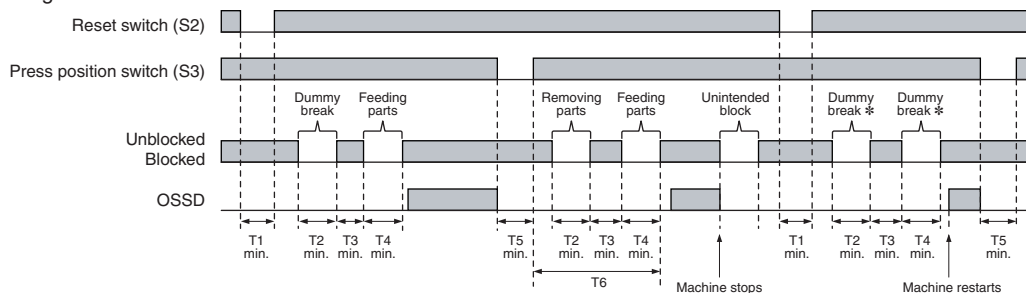 Reset switch (S2)
Press position switch (S3)
Dummy break
Feeding parts
Removing parts
Feeding parts
Unintended block
Dummy break *
Dummy break *
Unblocked
Blocked
OSSD
T1 min.
T2 min.
T3 min.
T4 min.
T5 min.
T2 min.
T3 min.
T4 min.
T6
T1 min.
T2 min.
T3 min.
T4 min.
T5 min.
Machine stops
Machine restarts